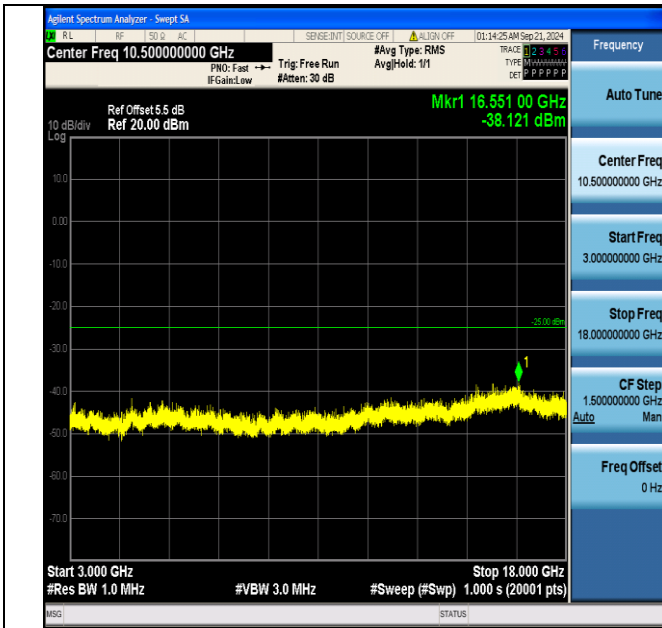 Agilent Spectrum Analyzer - Swept SA
RL RF 50 Ω AC SENSE:INT SOURCE OFF ALIGN OFF 01:14:25 AM Sep 21, 2024
Center Freq 10.500000000 GHz
PNO: Fast
IFGain:Low
Trig: Free Run
#Atten: 30 dB
#Avg Type: RMS
Avg|Hold: 1/1
TRACE 1 2 3 4 5 6
TYPE M
DET P P P P P P
Ref Offset 5.5 dB
10 dB/div Ref 20.00 dBm
Log
Mkr1 16.551 00 GHz
-38.121 dBm
10.0
0.00
-10.0
-20.0
-25.00 dBm
-30.0
1
-40.0
-50.0
-60.0
-70.0
Start 3.000 GHz
Stop 18.000 GHz
#Res BW 1.0 MHz
#VBW 3.0 MHz
#Sweep (#Swp) 1.000 s (20001 pts)
MSG
STATUS
Frequency
Auto Tune
Center Freq
10.500000000 GHz
Start Freq
3.000000000 GHz
Stop Freq
18.000000000 GHz
CF Step
1.500000000 GHz
Auto Man
Freq Offset
0 Hz